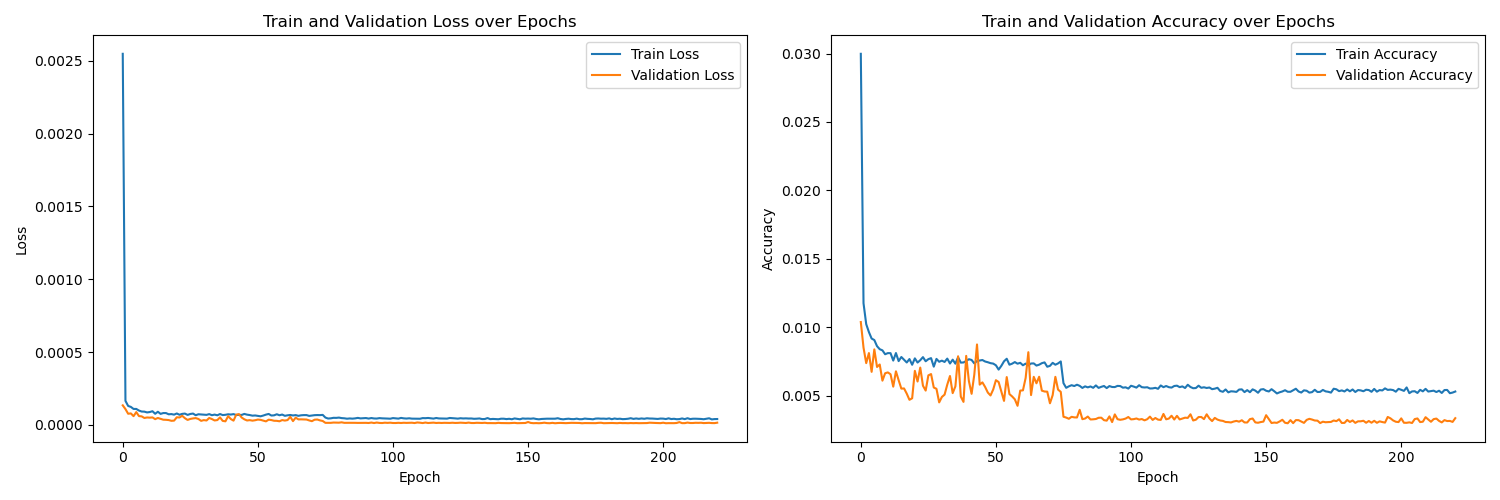 Train and Validation Loss over Epochs
Train Loss
Validation Loss
0.0025
0.0020
0.0015
0.0010
0.0005
0.0000
Loss
0
50
100
150
200
Epoch
Train and Validation Accuracy over Epochs
Train Accuracy
Validation Accuracy
0.030
0.025
0.020
0.015
0.010
0.005
Accuracy
0
50
100
150
200
Epoch